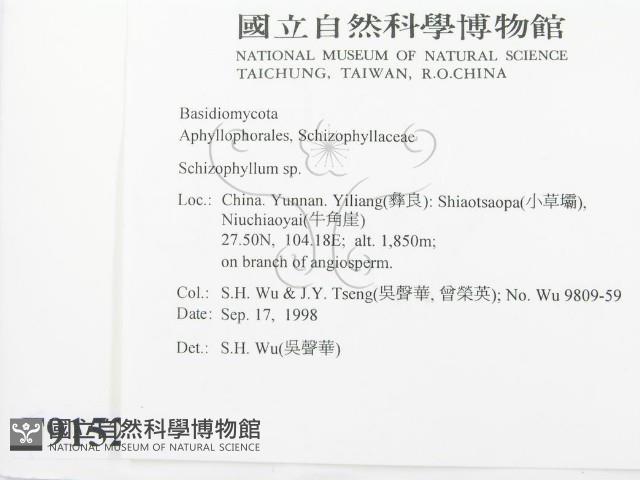 國立自然科學博物館
NATIONAL MUSEUM OF NATURAL SCIENCE
TAICHUNG, TAIWAN, R.O.CHINA
Basidiomycota
Aphyllophorales, Schizophyllaceae
Schizophyllum sp.
Loc.: China. Yunnan. Yiliang(彝良): Shiaotsaopa(小草壩),
Niuchiaoyai(牛角崖)
27.50N, 104.18E; alt. 1,850m;
on branch of angiosperm.
Col.: S.H. Wu & J.Y. Tseng(吳聲華, 曾榮英); No. Wu 9809-59
Date: Sep. 17, 1998
Det.: S.H. Wu(吳聲華)
國立自然科學博物館
NATIONAL MUSEUM OF NATURAL SCIENCE